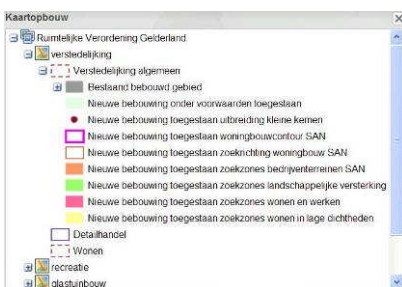 Kaartopbouw
Ruimtelijke Verordening Gelderland
verstedelijking
Verstedelijking algemeen
Bestaand bebouwd gebied
Nieuwe bebouwing onder voorwaarden toegestaan
Nieuwe bebouwing toegestaan uitbreiding kleine kernen
Nieuwe bebouwing toegestaan woningbouwcontour SAN
Nieuwe bebouwing toegestaan zoekrichting woningbouw SAN
Nieuwe bebouwing toegestaan zoekzones bedrijventerreinen SAN
Nieuwe bebouwing toegestaan zoekzones landschappelijke versterking
Nieuwe bebouwing toegestaan zoekzones wonen en werken
Nieuwe bebouwing toegestaan zoekzones wonen in lage dichtheden
Detailhandel
Wonen
recreatie
glastuinbouw